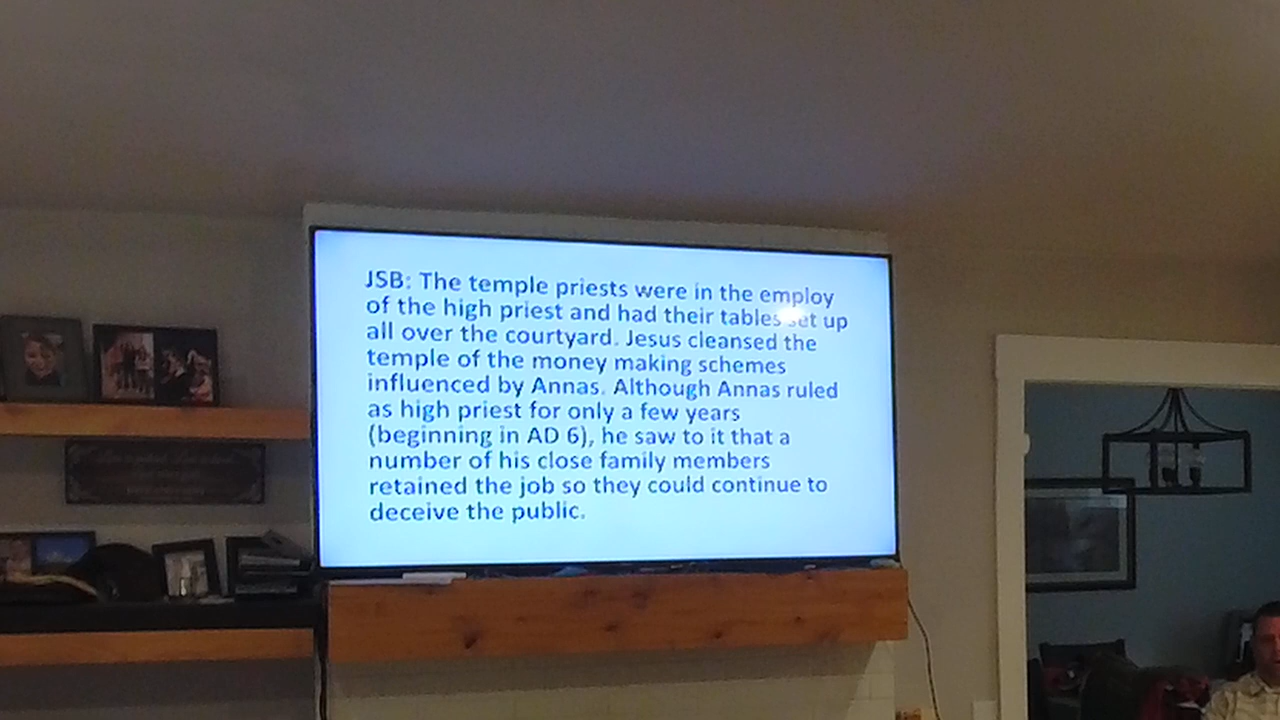 JSB: The temple priests were in the employ
of the high priest and had their tables set up
all over the courtyard. Jesus cleansed the
temple of the money making schemes
influenced by Annas. Although Annas ruled
as high priest for only a few years
(beginning in AD 6), he saw to it that a
number of his close family members
retained the job so they could continue to
deceive the public.